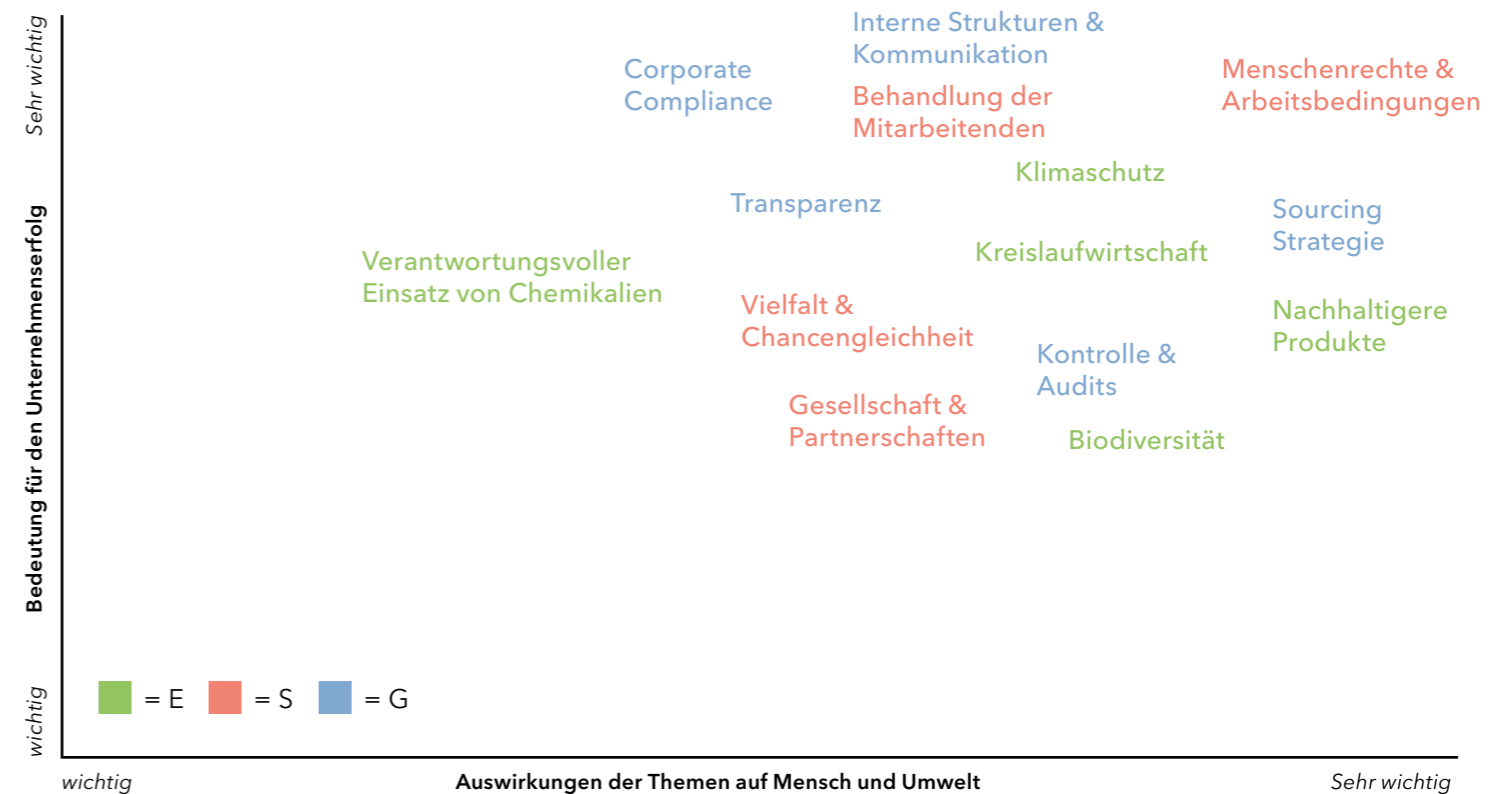 Sehr wichtig
Bedeutung für den Unternehmenserfolg
wichtig
Interne Strukturen &
Kommunikation
Corporate
Compliance
Menschenrechte &
Arbeitsbedingungen
Behandlung der
Mitarbeitenden
Klimaschutz
Transparenz
Sourcing
Strategie
Kreislaufwirtschaft
Verantwortungsvoller
Einsatz von Chemikalien
Vielfalt &
Chancengleichheit
Nachhaltigere
Produkte
Kontrolle &
Audits
Gesellschaft &
Partnerschaften
Biodiversität
= E = S = G
wichtig Auswirkungen der Themen auf Mensch und Umwelt Sehr wichtig